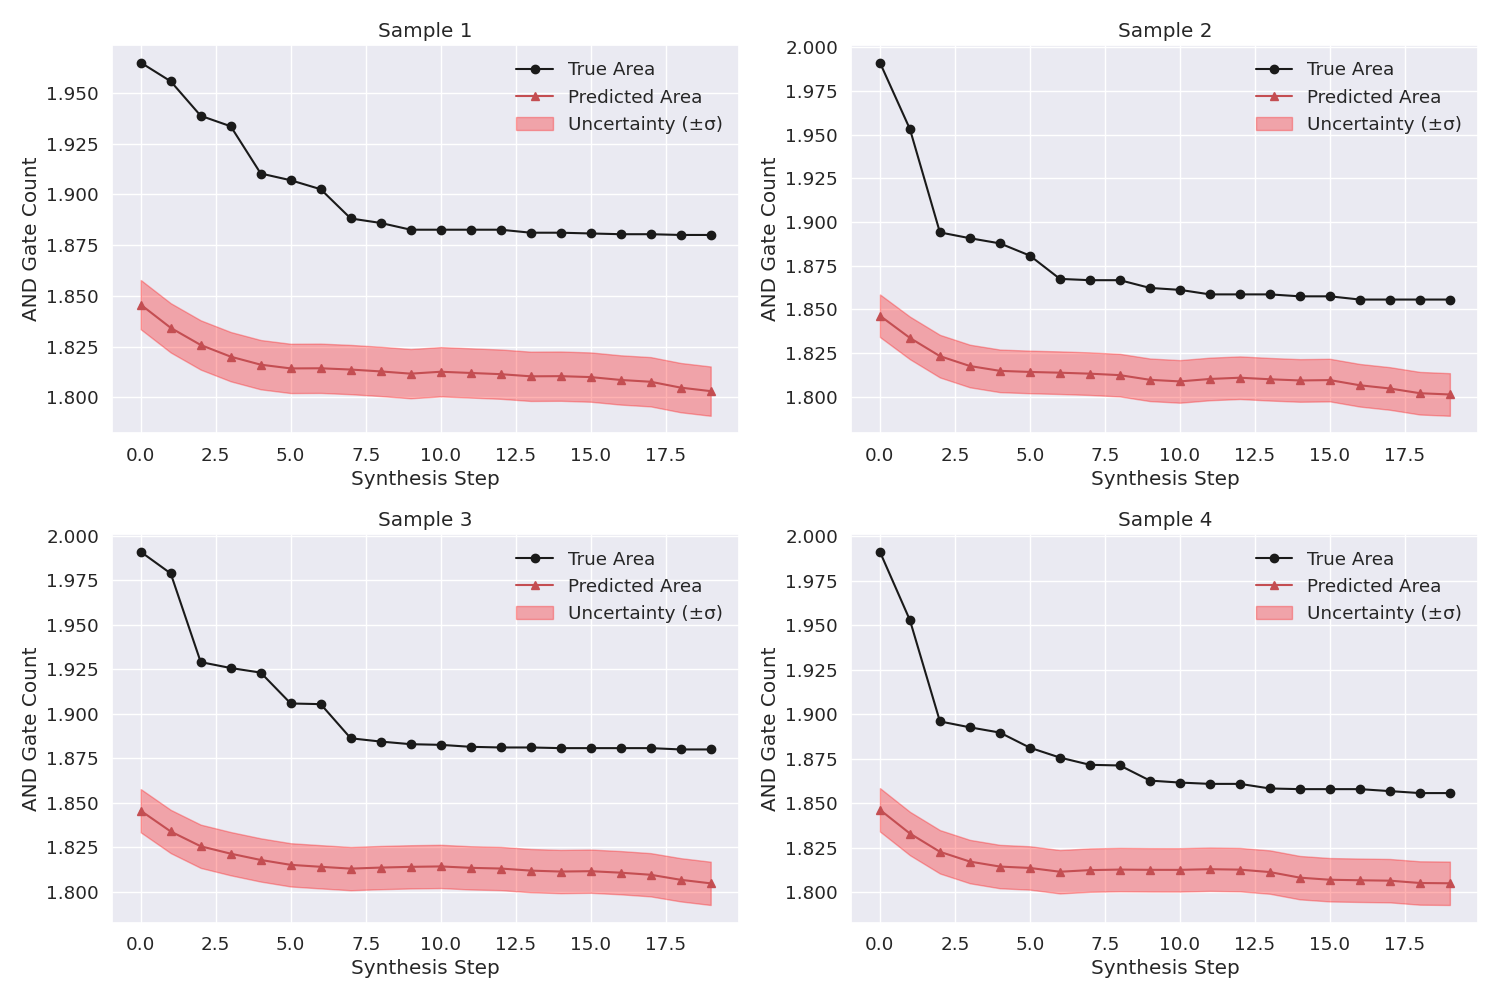 Sample 1
AND Gate Count
1.950
1.925
1.900
1.875
1.850
1.825
1.800
True Area
Predicted Area
Uncertainty (±σ)
0.0 2.5 5.0 7.5 10.0 12.5 15.0 17.5
Synthesis Step
Sample 2
AND Gate Count
2.000
1.975
1.950
1.925
1.900
1.875
1.850
1.825
1.800
True Area
Predicted Area
Uncertainty (±σ)
0.0 2.5 5.0 7.5 10.0 12.5 15.0 17.5
Synthesis Step
Sample 3
AND Gate Count
2.000
1.975
1.950
1.925
1.900
1.875
1.850
1.825
1.800
True Area
Predicted Area
Uncertainty (±σ)
0.0 2.5 5.0 7.5 10.0 12.5 15.0 17.5
Synthesis Step
Sample 4
AND Gate Count
2.000
1.975
1.950
1.925
1.900
1.875
1.850
1.825
1.800
True Area
Predicted Area
Uncertainty (±σ)
0.0 2.5 5.0 7.5 10.0 12.5 15.0 17.5
Synthesis Step